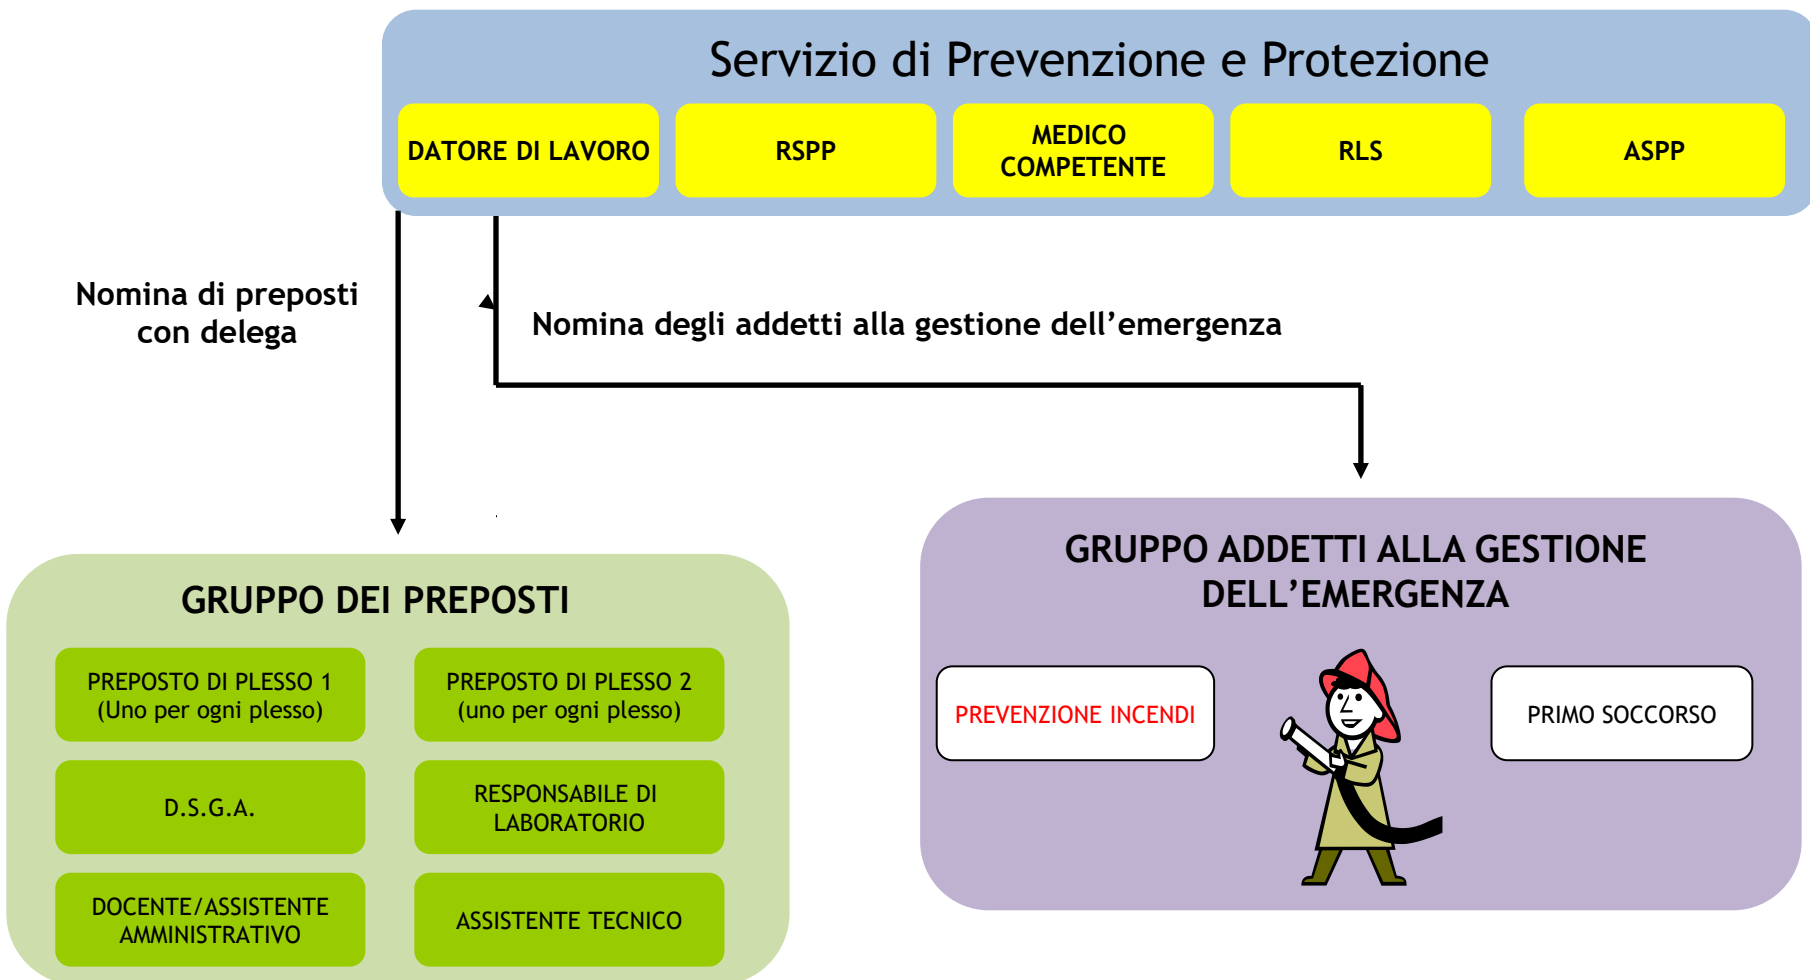 Servizio di Prevenzione e Protezione
DATORE DI LAVORO
RSPP
MEDICO
COMPETENTE
RLS
ASPP
Nomina di preposti
con delega
Nomina degli addetti alla gestione dell’emergenza
GRUPPO DEI PREPOSTI
PREPOSTO DI PLESSO 1
(Uno per ogni plesso)
PREPOSTO DI PLESSO 2
(uno per ogni plesso)
D.S.G.A.
RESPONSABILE DI
LABORATORIO
DOCENTE/ASSISTENTE
AMMINISTRATIVO
ASSISTENTE TECNICO
GRUPPO ADDETTI ALLA GESTIONE
DELL’EMERGENZA
PREVENZIONE INCENDI
PRIMO SOCCORSO